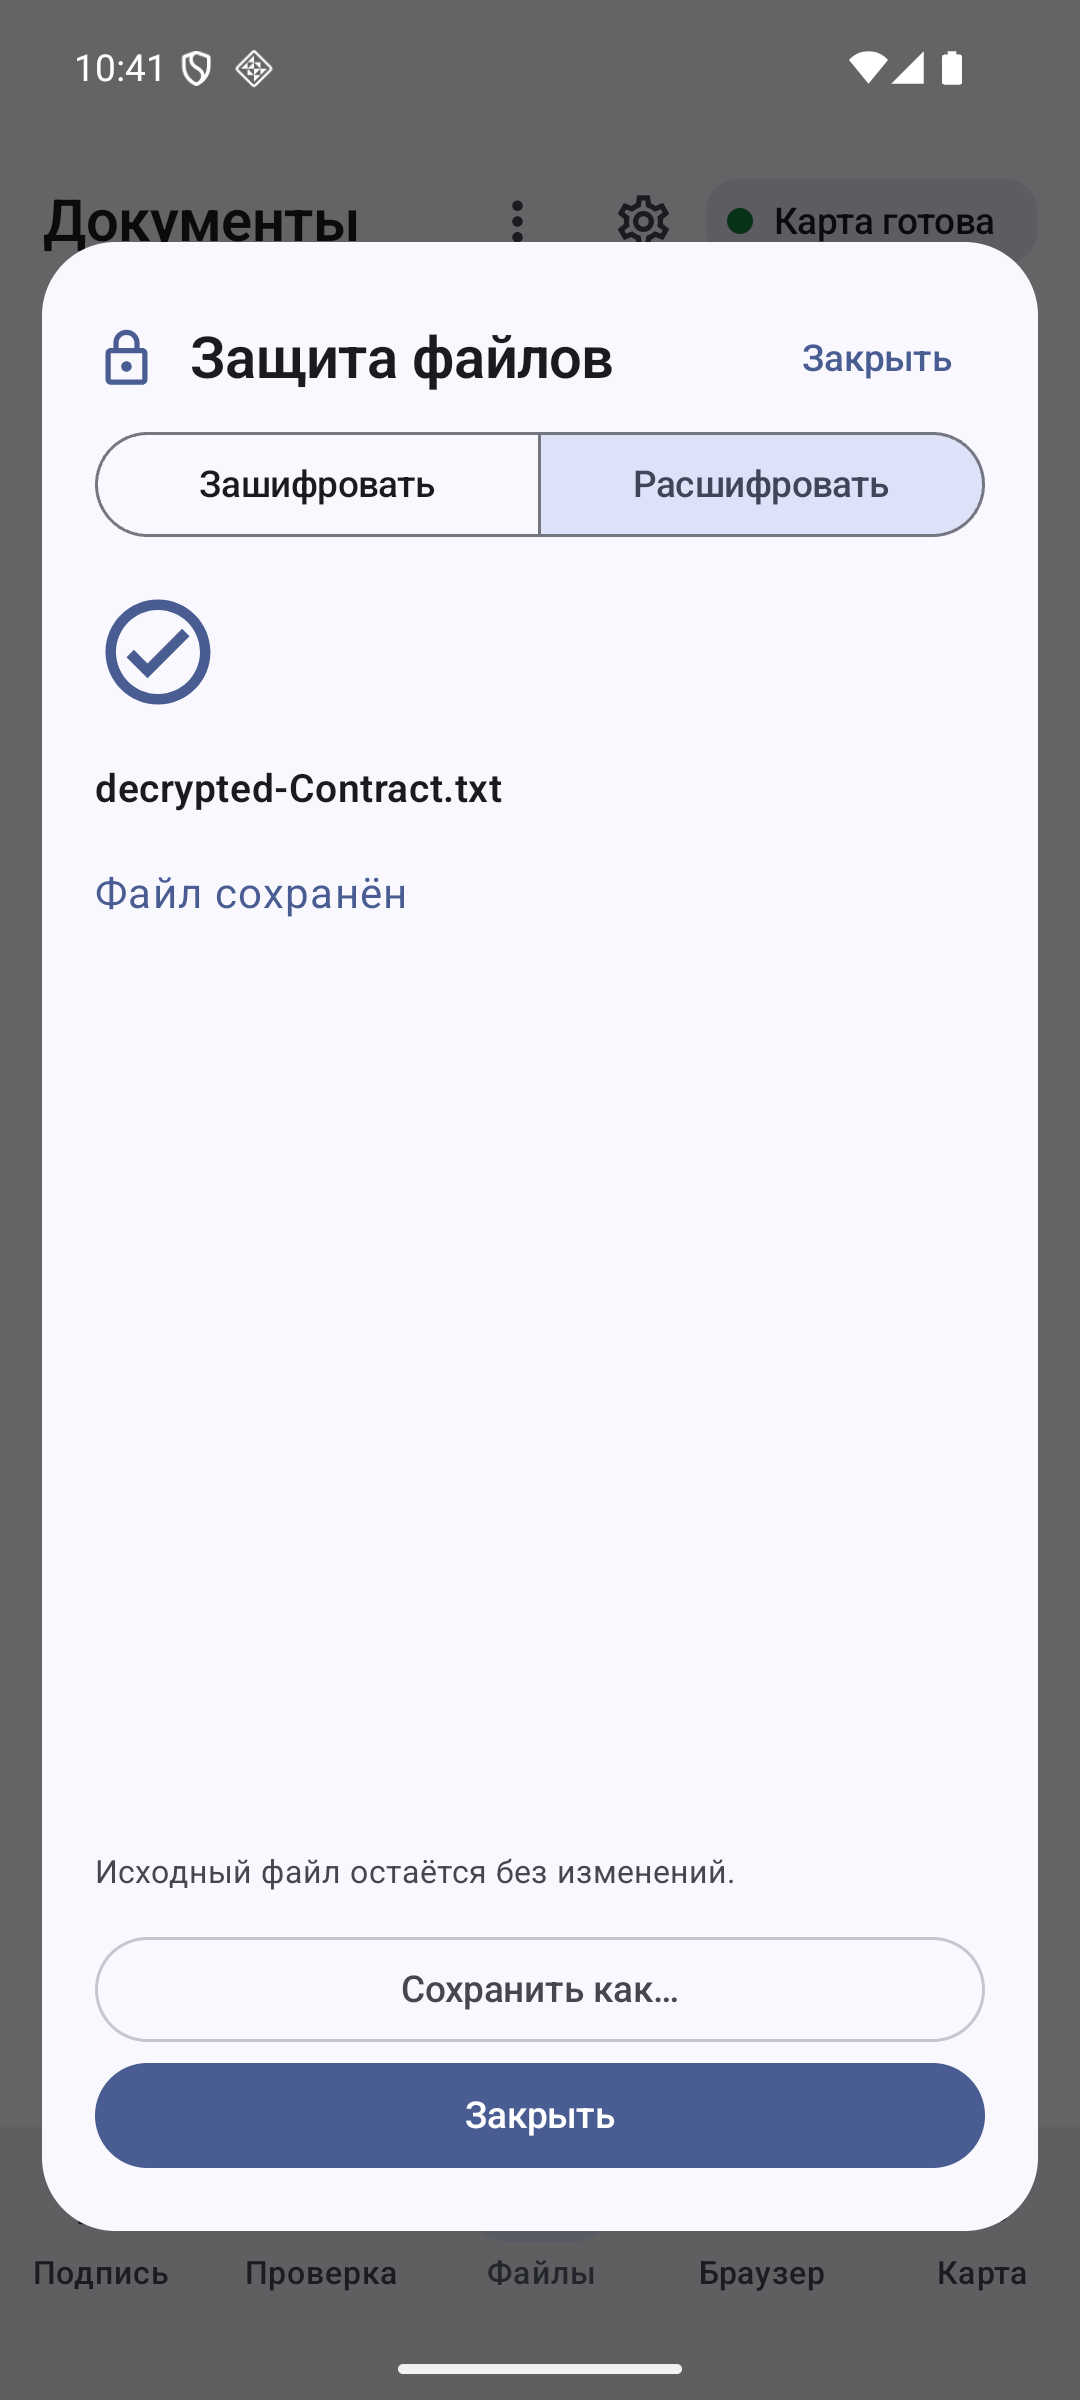 10:41
Документы
Карта готова
Защита файлов
Закрыть
Зашифровать
Расшифровать
decrypted-Contract.txt
Файл сохранён
Исходный файл остаётся без изменений.
Сохранить как...
Закрыть
Подпись
Проверка
Файлы
Браузер
Карта